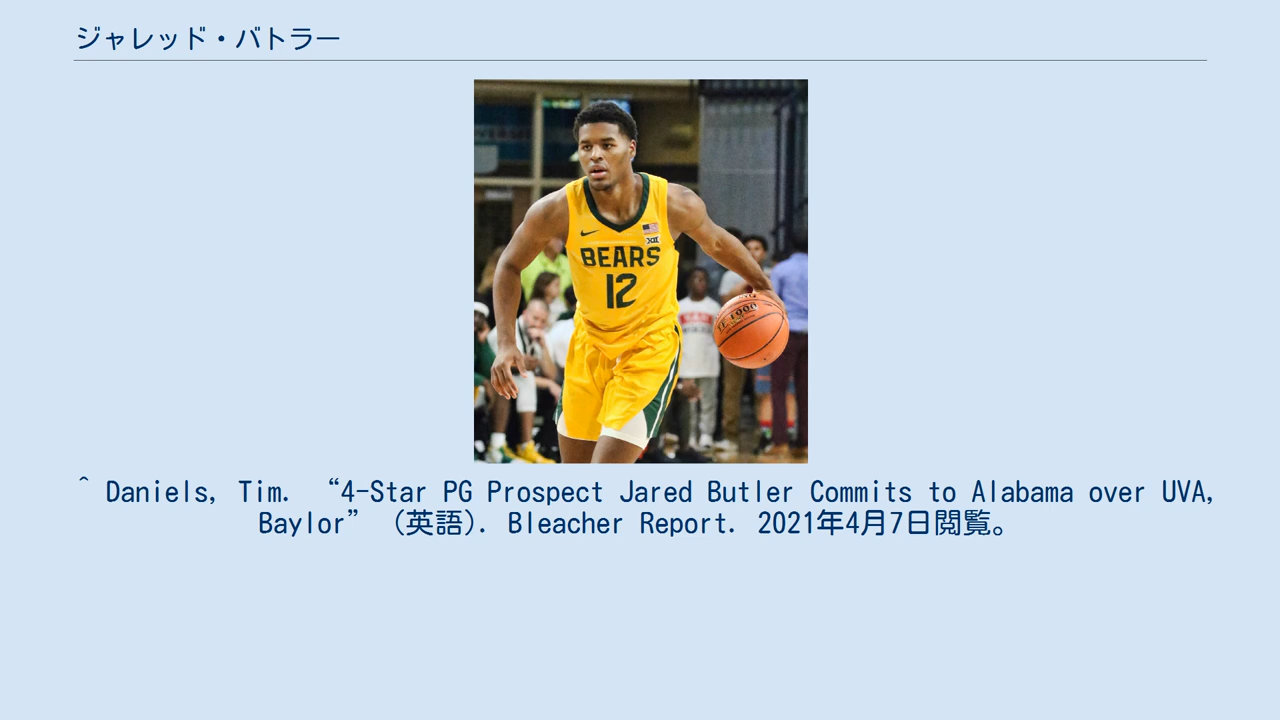 ジャレッド・バトラー
BEARS
12
^ Daniels, Tim. “4-Star PG Prospect Jared Butler Commits to Alabama over UVA,
Baylor” (英語). Bleacher Report. 2021年4月7日閲覧。